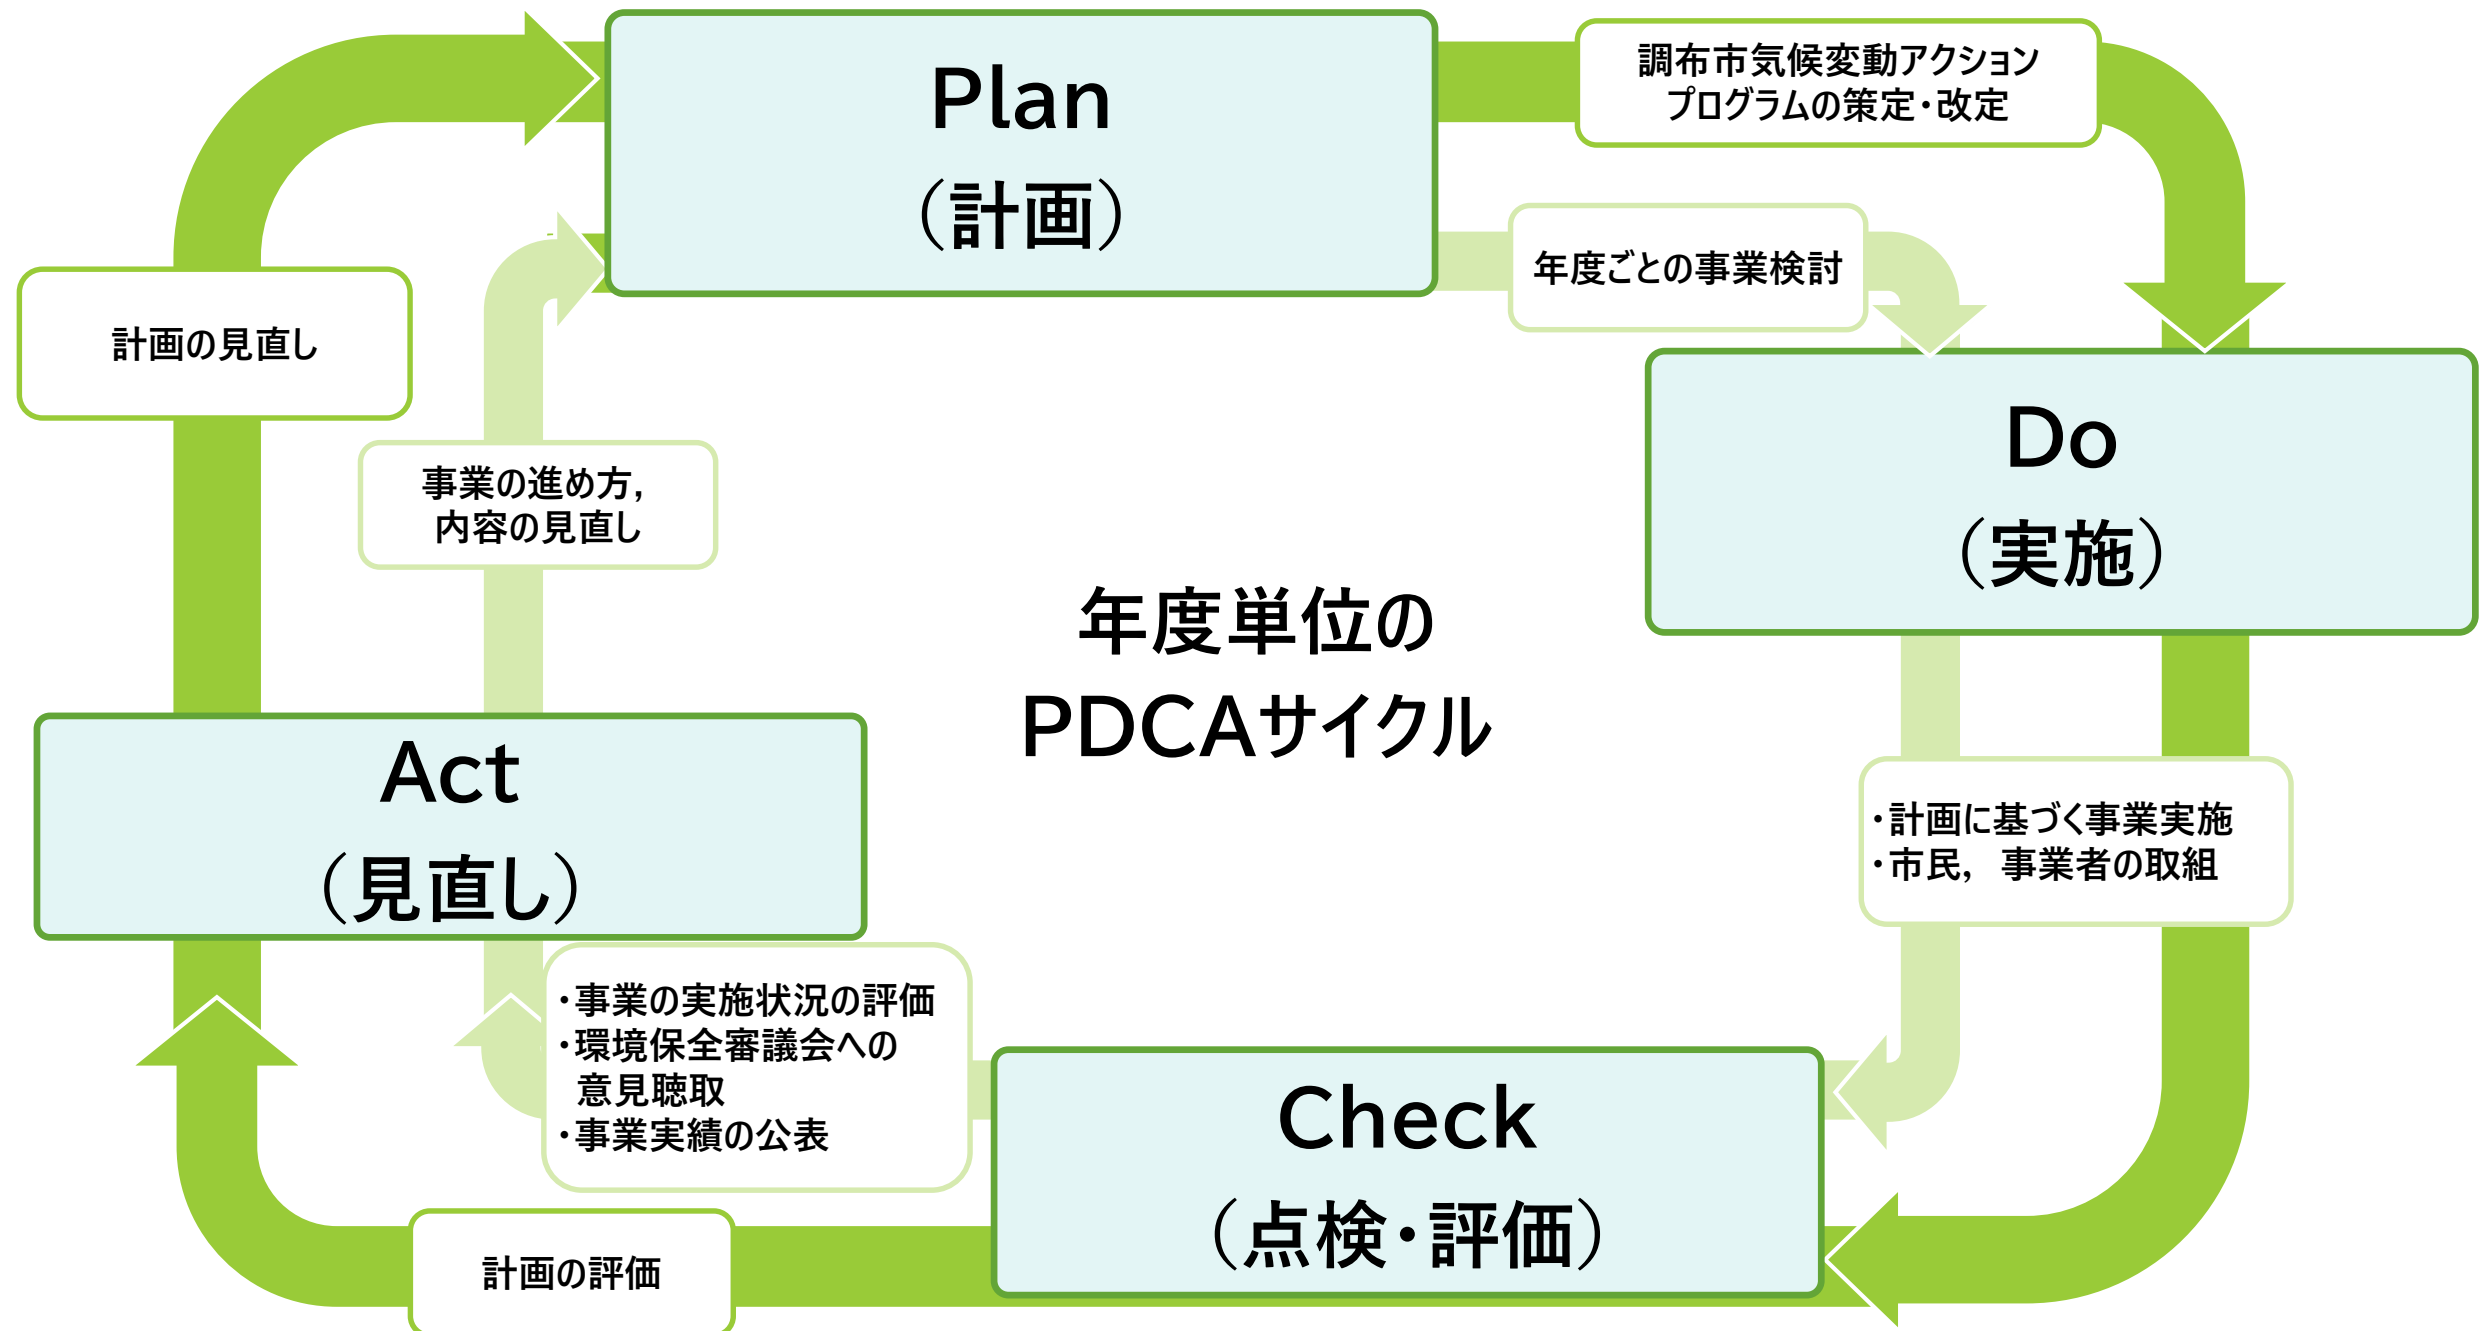 Plan
（計画）
調布市気候変動アクション
プログラムの策定・改定
年度ごとの事業検討
Do
（実施）
計画の見直し
事業の進め方，
内容の見直し
年度単位の
PDCAサイクル
Act
（見直し）
・計画に基づく事業実施
・市民，事業者の取組
・事業の実施状況の評価
・環境保全審議会への
意見聴取
・事業実績の公表
Check
（点検・評価）
計画の評価